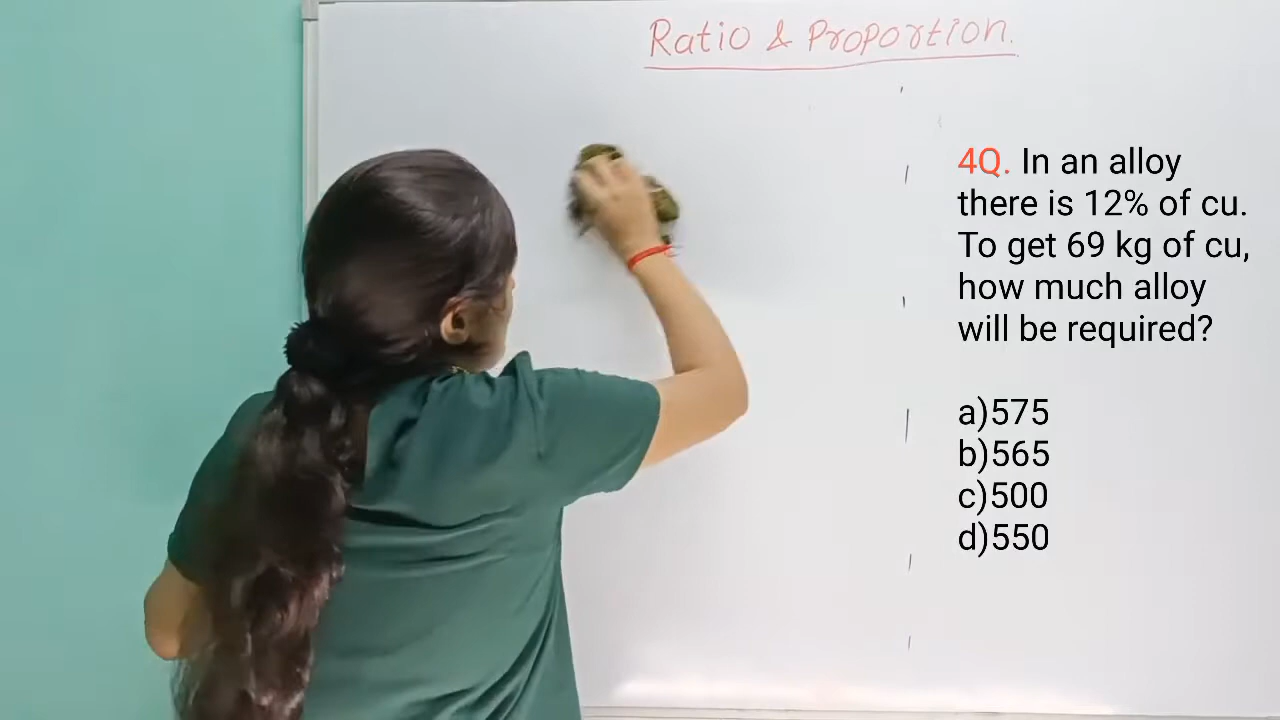 Ratio & Proportion.
4Q. In an alloy
there is 12% of cu.
To get 69 kg of cu,
how much alloy
will be required?
a)575
b)565
c)500
d)550